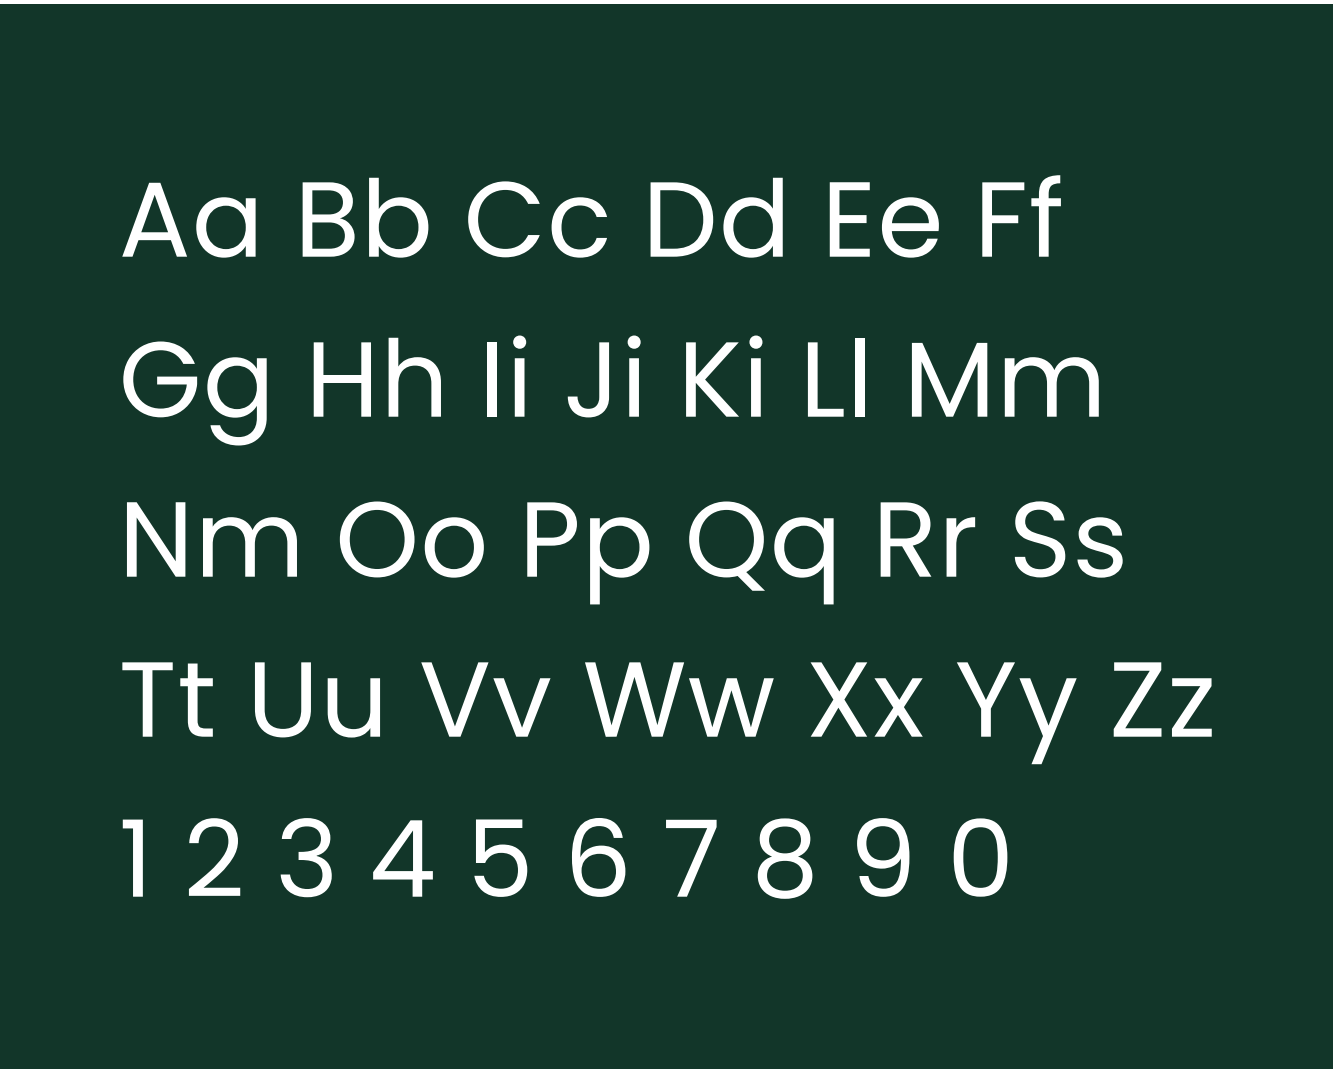 Aa Bb Cc Dd Ee Ff
Gg Hh Ii Ji Ki Ll Mm
Nm Oo Pp Qq Rr Ss
Tt Uu Vv Ww Xx Yy Zz
1 2 3 4 5 6 7 8 9 0